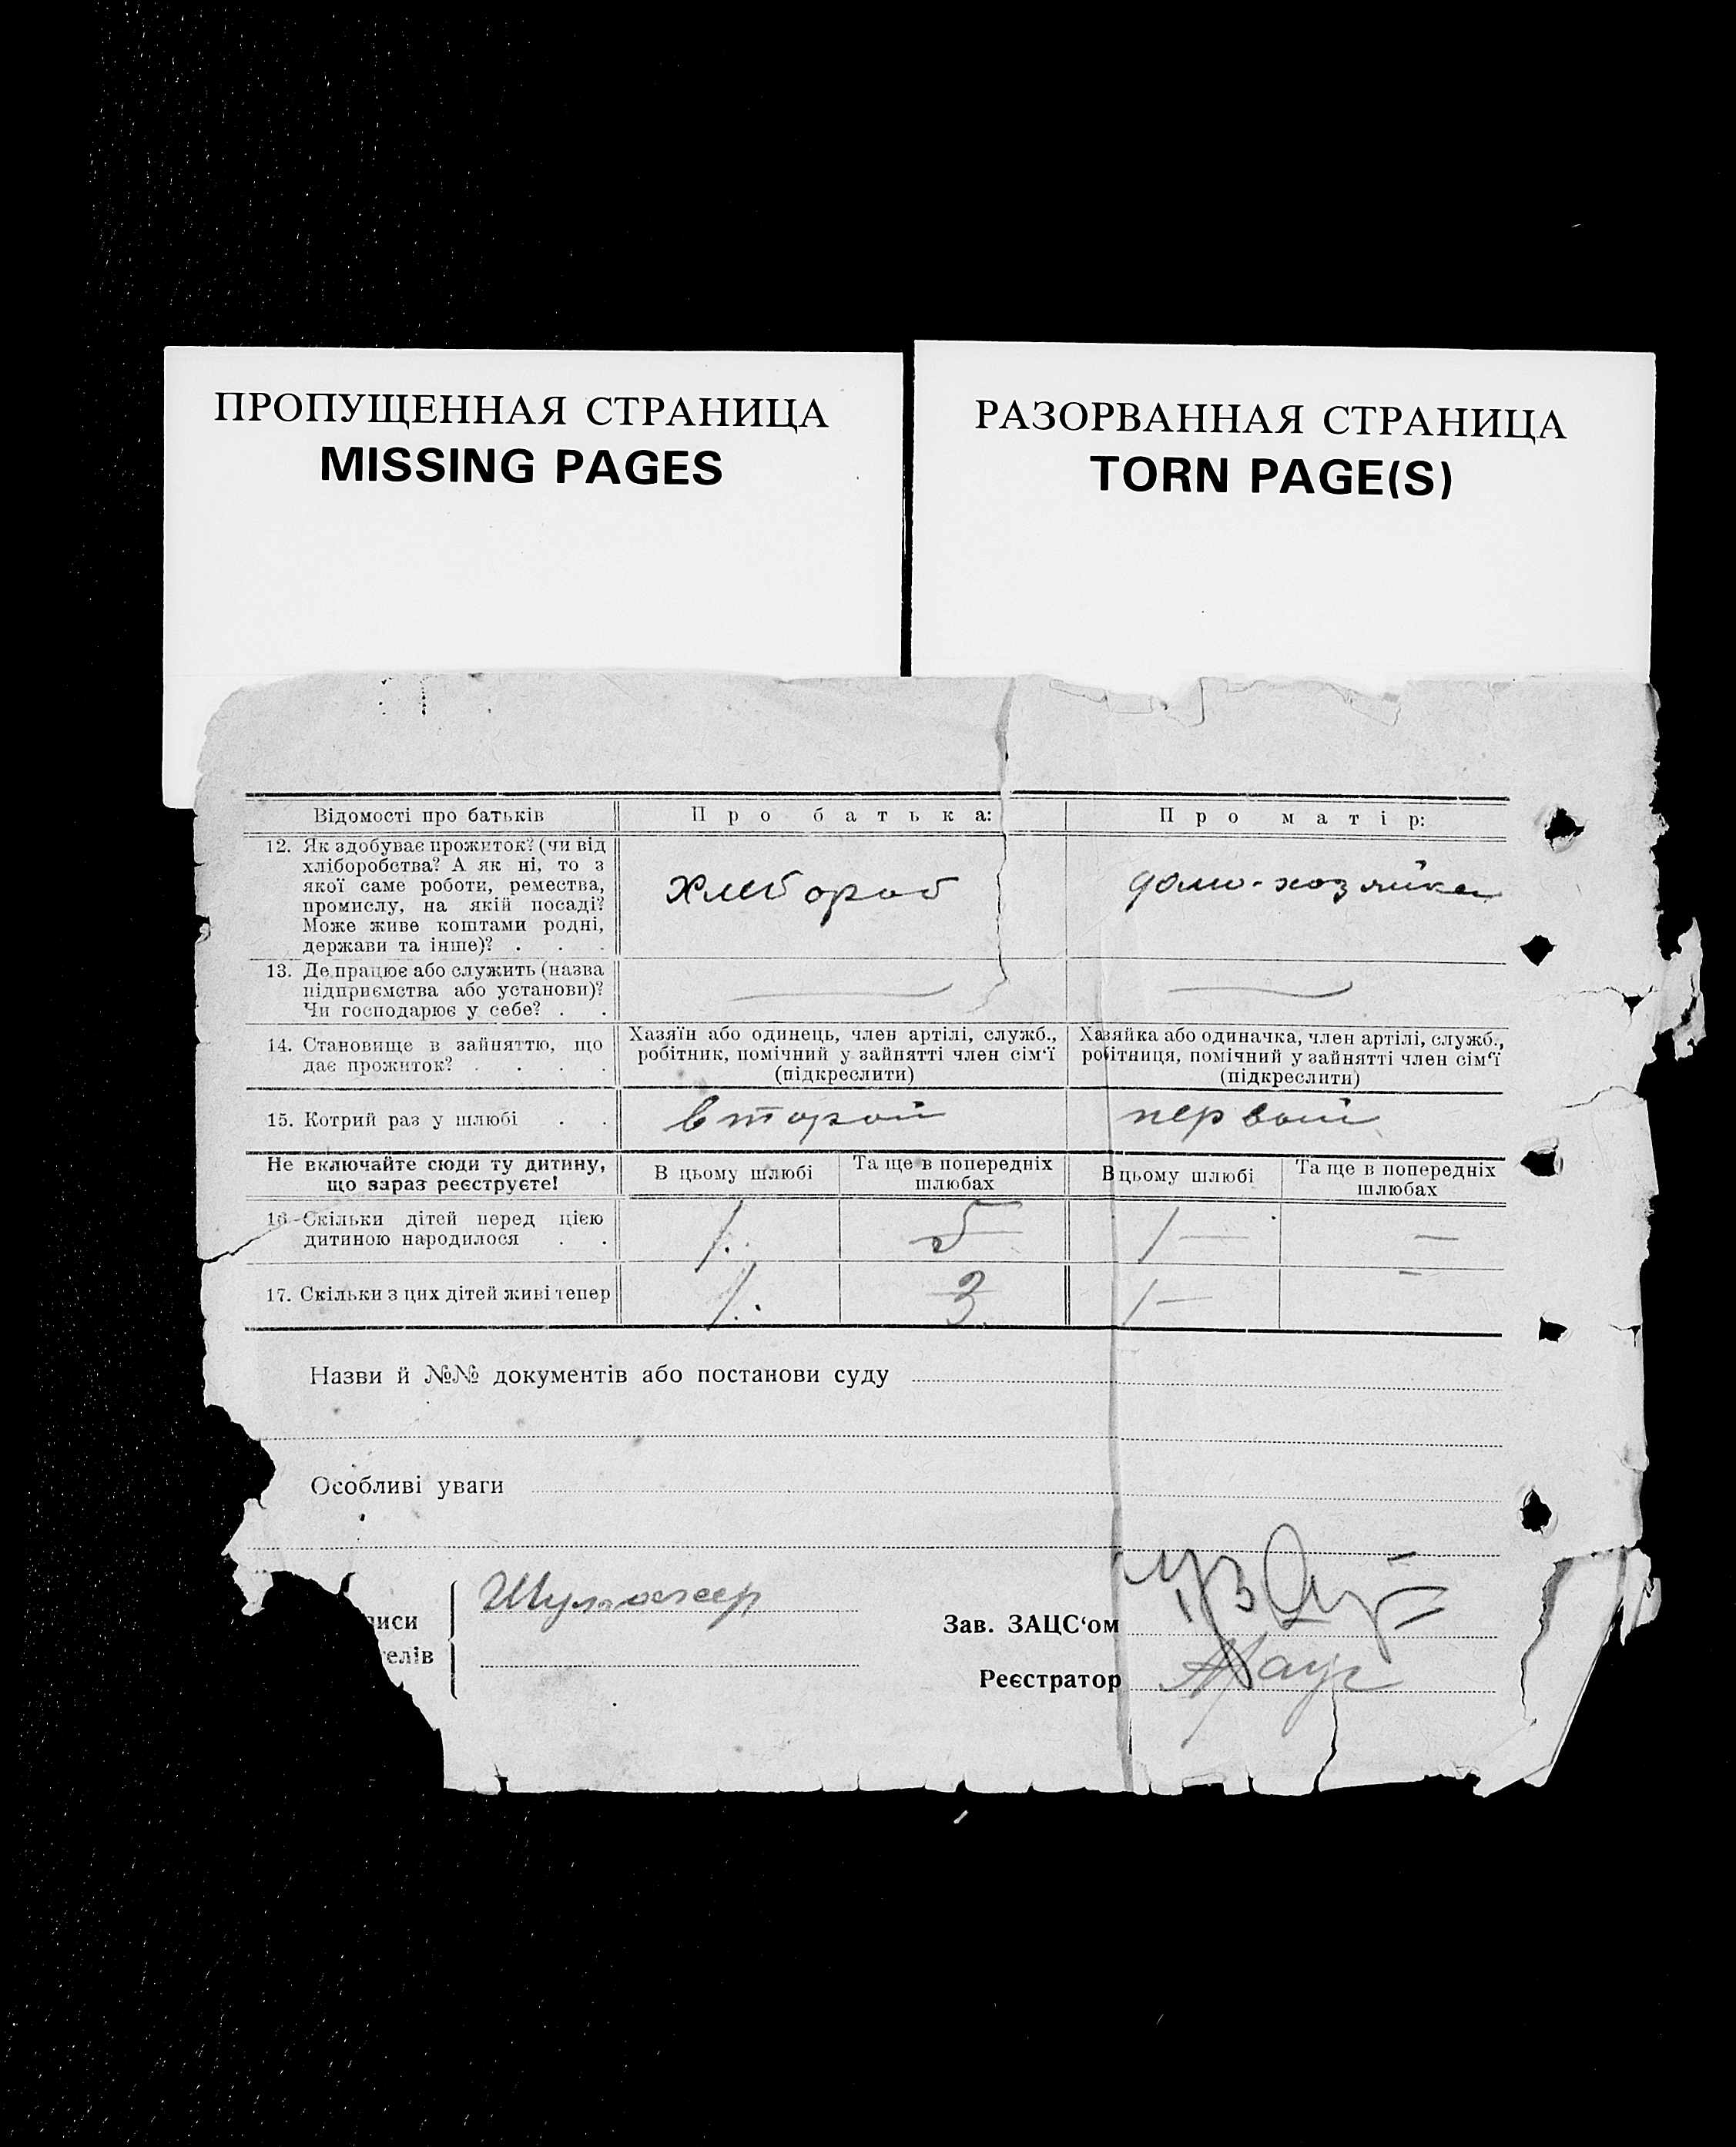 ПРОПУЩЕННАЯ СТРАНИЦА
MISSING PAGES
РАЗОРВАННАЯ СТРАНИЦА
TORN PAGE(S)
Відомості про батьків
Про батька:
Про матір:
12. Як здобуває прожиток? (чи від
хліборобства? А як ні, то з
якої саме роботи, ремества,
промислу, на якій посаді?
Може живе коштами родні,
держави та інше)? . . .
хлебороб
домо-хозяйка
13. Де працює або служить (назва
підприємства або установи)?
Чи господарює у себе? . .
14. Становище в зайняттю, що
дає прожиток? . . . .
Хазяїн або одинець, член артілі, служб.,
робітник, помічний у зайнятті член сім‘ї
(підкреслити)
Хазяйка або одиначка, член артілі, служб.,
робітниця, помічний у зайнятті член сім‘ї
(підкреслити)
15. Котрий раз у шлюбі . .
второй
первый
Не включайте сюди ту дитину,
що зараз реєструєте!
В цьому шлюбі
Та ще в попередніх
шлюбах
В цьому шлюбі
Та ще в попередніх
шлюбах
16. Скільки дітей перед цією
дитиною народилося . .
1.
5
1 —
—
17. Скільки з цих дітей живі тепер
1.
3.
1 —
—
Назви й №№ документів або постанови суду
Особливі уваги
иси
телів
Зав. ЗАЦС‘ом
Реєстратор